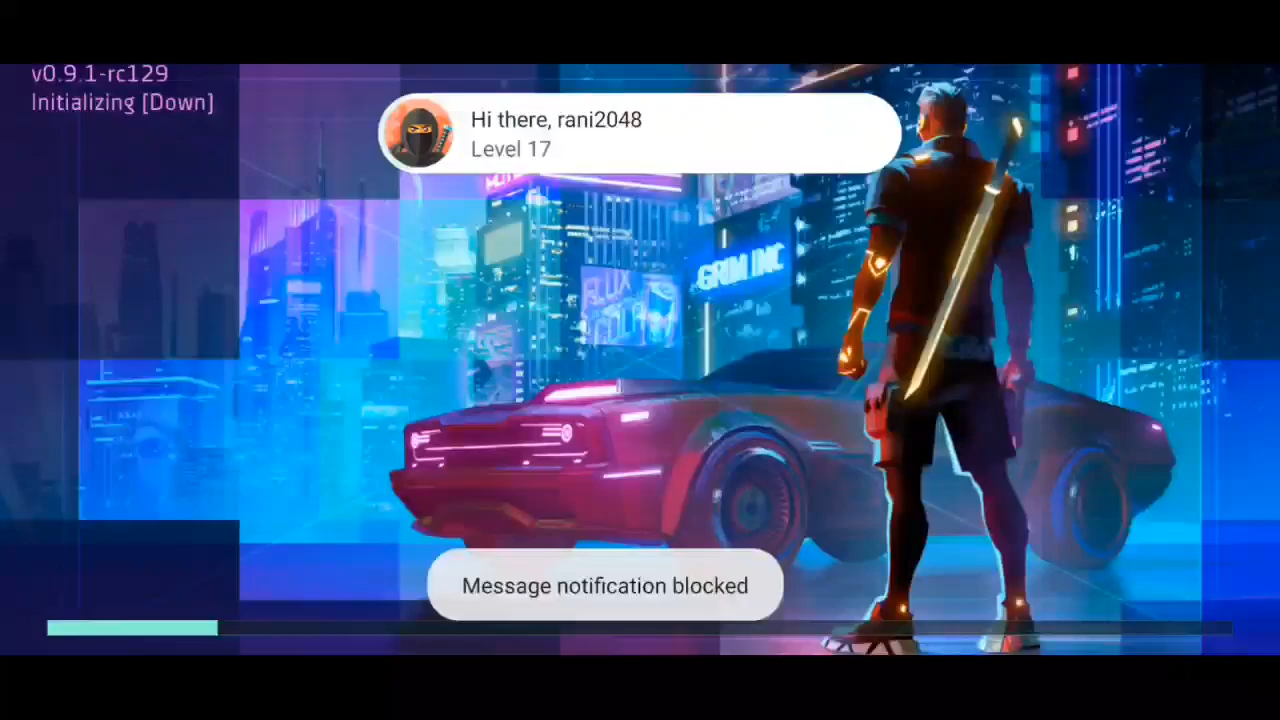 v0.9.1-rc129
Initializing [Down]
Hi there, rani2048
Level 17
GRIM INC
FLUX
Message notification blocked